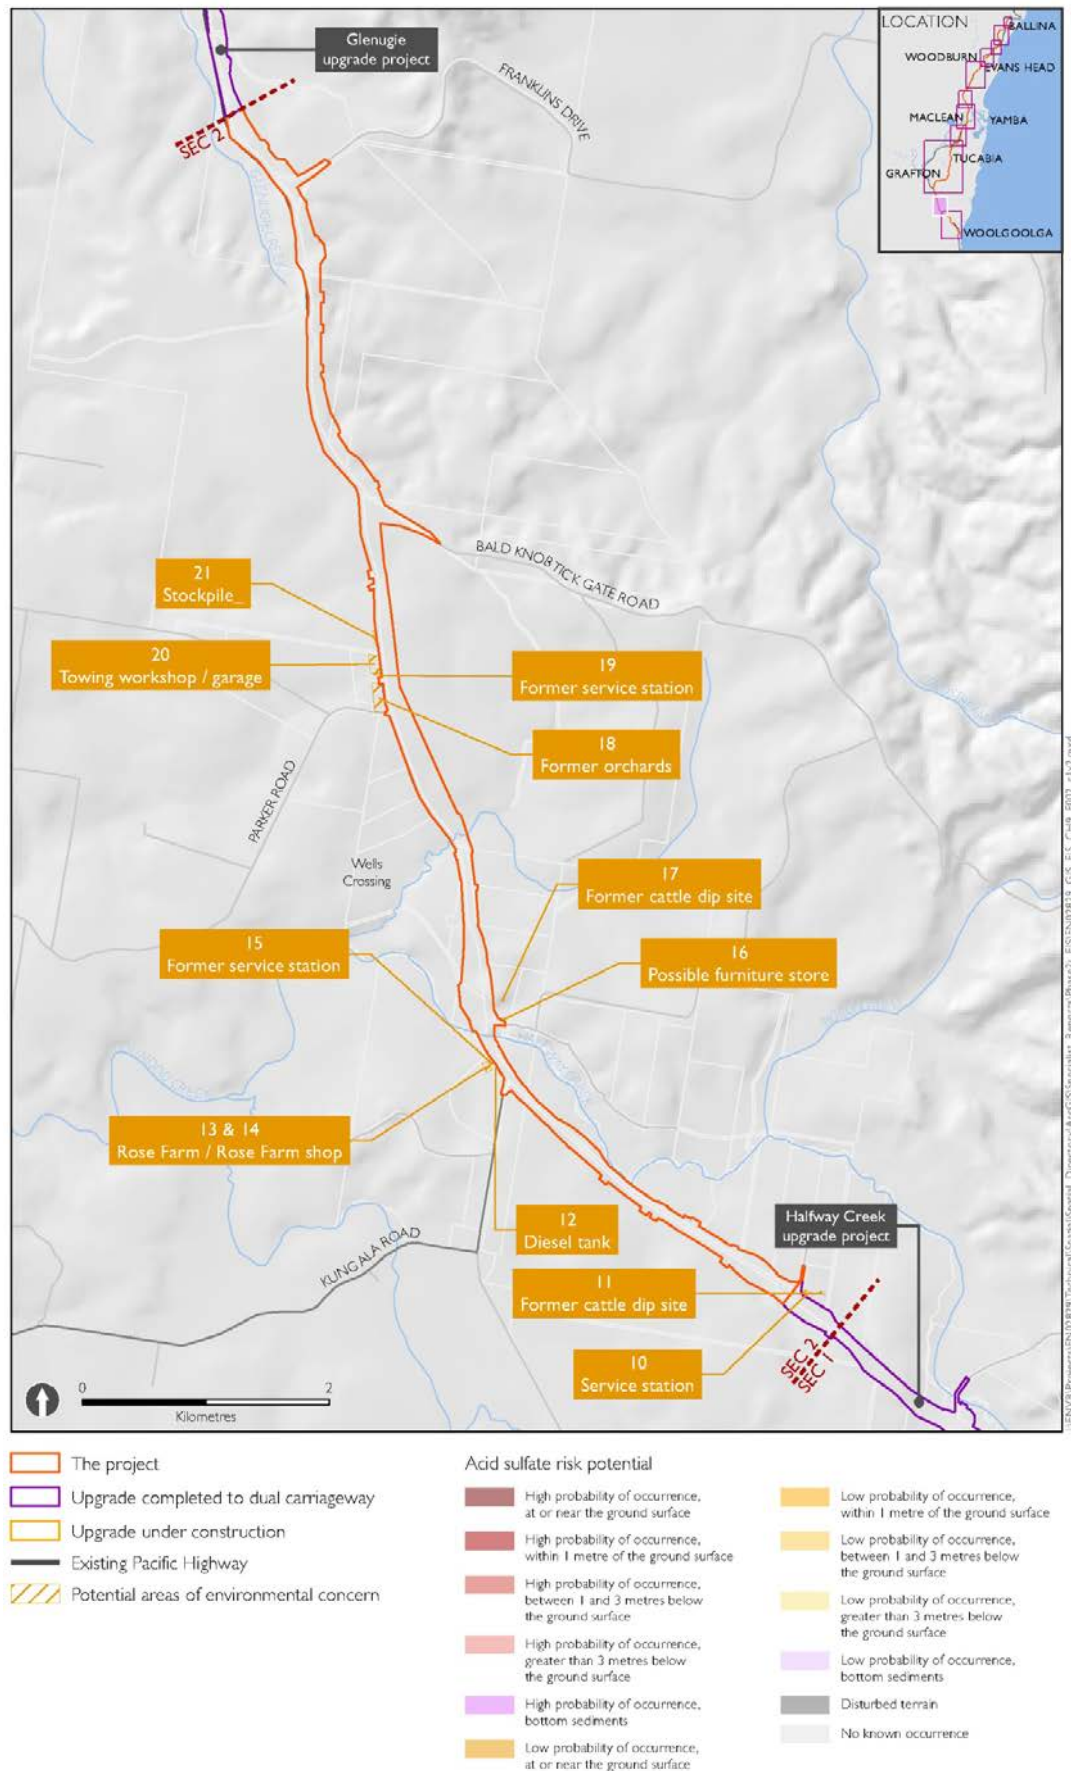 Glenugie
upgrade project
FRANKLINS DRIVE
SEC 2
LOCATION
BALLINA
WOODBURN
EVANS HEAD
MACLEAN
YAMBA
TUCABIA
GRAFTON
WOOLGOOLGA
BALD KNOB TICK GATE ROAD
21
Stockpile_
20
Towing workshop / garage
19
Former service station
18
Former orchards
PARKER ROAD
Wells
Crossing
17
Former cattle dip site
15
Former service station
16
Possible furniture store
13 & 14
Rose Farm / Rose Farm shop
12
Diesel tank
KUNGALA ROAD
Halfway Creek
upgrade project
11
Former cattle dip site
10
Service station
SEC 2
SEC 1
0
2
Kilometres
The project
Upgrade completed to dual carriageway
Upgrade under construction
Existing Pacific Highway
Potential areas of environmental concern
Acid sulfate risk potential
High probability of occurrence,
at or near the ground surface
High probability of occurrence,
within 1 metre of the ground surface
High probability of occurrence,
between 1 and 3 metres below
the ground surface
High probability of occurrence,
greater than 3 metres below
the ground surface
High probability of occurrence,
bottom sediments
Low probability of occurrence,
at or near the ground surface
Low probability of occurrence,
within 1 metre of the ground surface
Low probability of occurrence,
between 1 and 3 metres below
the ground surface
Low probability of occurrence,
greater than 3 metres below
the ground surface
Low probability of occurrence,
bottom sediments
Disturbed terrain
No known occurrence